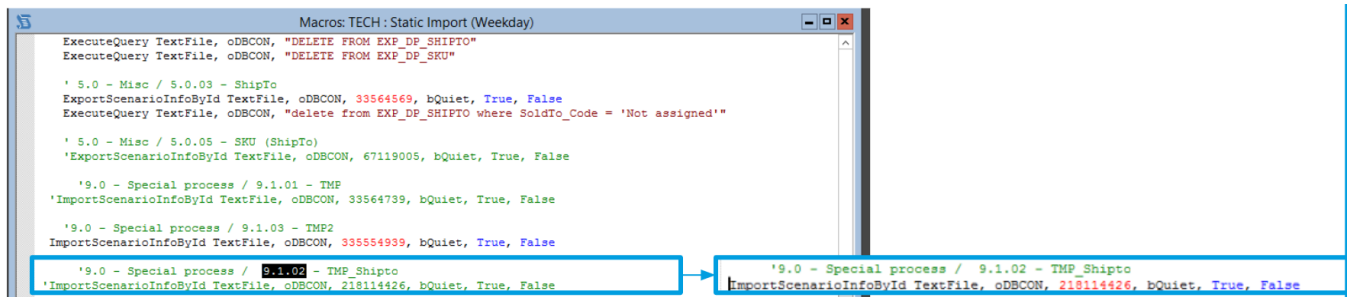 Macros: TECH : Static Import (Weekday)
ExecuteQuery TextFile, oDBCON, "DELETE FROM EXP_DP_SHIPTO"
ExecuteQuery TextFile, oDBCON, "DELETE FROM EXP_DP_SKU"
' 5.0 - Misc / 5.0.03 - ShipTo
ExportScenarioInfoById TextFile, oDBCON, 33564569, bQuiet, True, False
ExecuteQuery TextFile, oDBCON, "delete from EXP_DP_SHIPTO where SoldTo_Code = 'Not assigned'"
' 5.0 - Misc / 5.0.05 - SKU (ShipTo)
'ExportScenarioInfoById TextFile, oDBCON, 67119005, bQuiet, True, False
'9.0 - Special process / 9.1.01 - TMP
'ImportScenarioInfoById TextFile, oDBCON, 33564739, bQuiet, True, False
'9.0 - Special process / 9.1.03 - TMP2
ImportScenarioInfoById TextFile, oDBCON, 335554939, bQuiet, True, False
'9.0 - Special process / 9.1.02 - TMP_Shipto
'ImportScenarioInfoById TextFile, oDBCON, 218114426, bQuiet, True, False
'9.0 - Special process / 9.1.02 - TMP_Shipto
ImportScenarioInfoById TextFile, oDBCON, 218114426, bQuiet, True, False